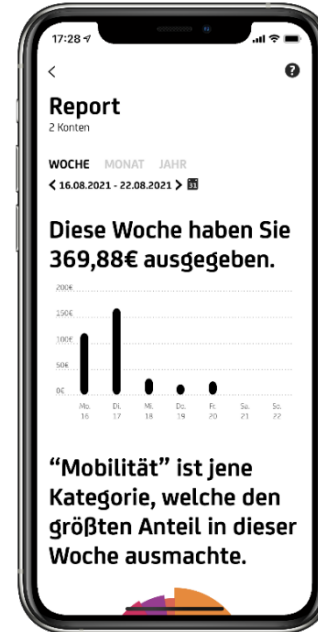 17:28
Report
2 Konten
WOCHE MONAT JAHR
16.08.2021 - 22.08.2021 31
Diese Woche haben Sie
369,88€ ausgegeben.
200€
150€
100€
50€
0€
Mo. Di. Mi. Do. Fr. Sa. So.
16 17 18 19 20 21 22
“Mobilität” ist jene
Kategorie, welche den
größten Anteil in dieser
Woche ausmachte.